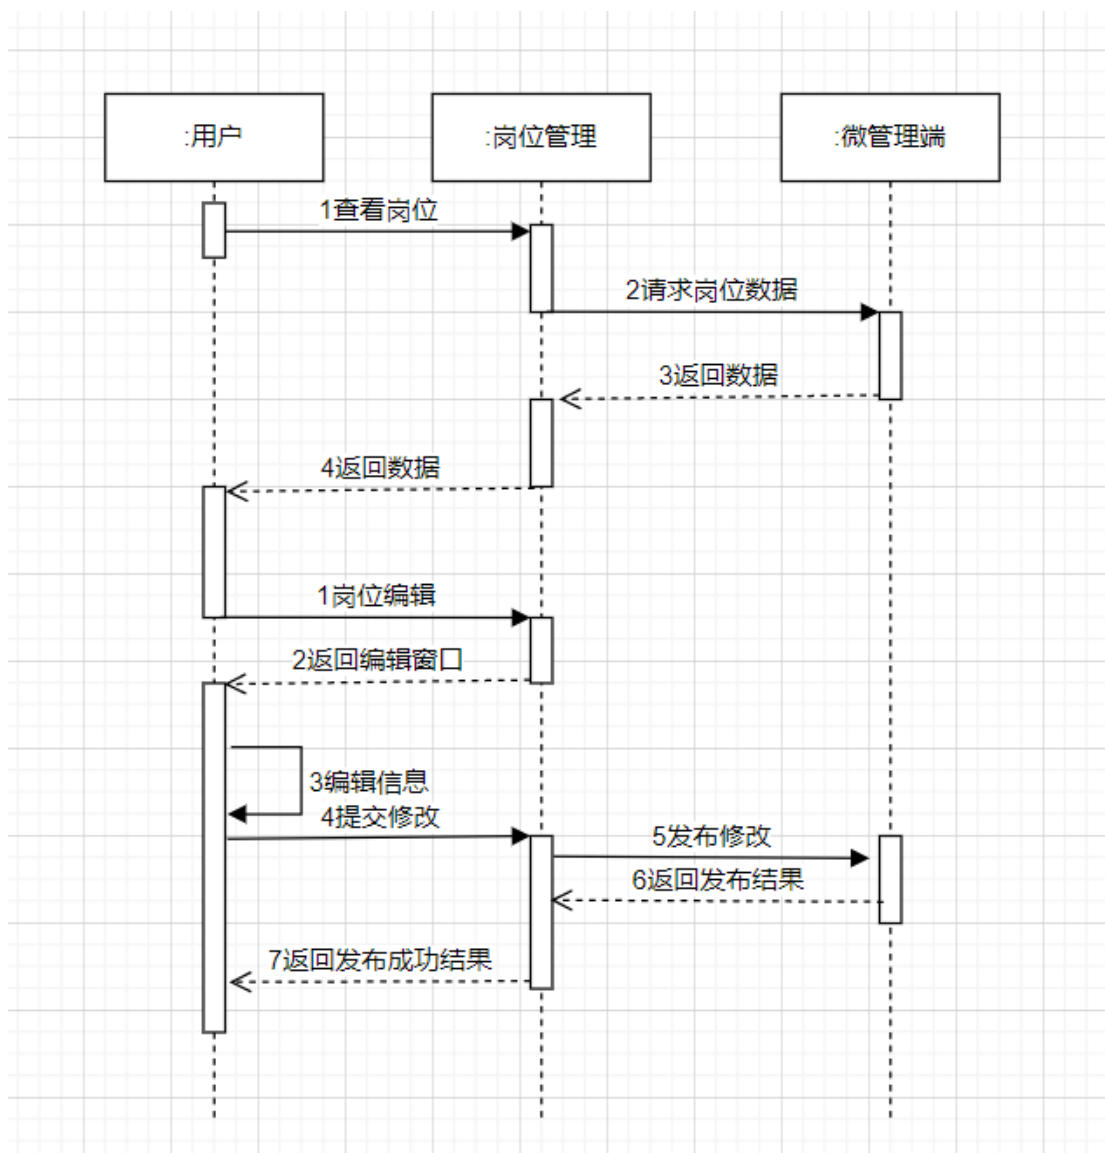 :用户
:岗位管理
:微管理端
1查看岗位
2请求岗位数据
3返回数据
4返回数据
1岗位编辑
2返回编辑窗口
3编辑信息
4提交修改
5发布修改
6返回发布结果
7返回发布成功结果